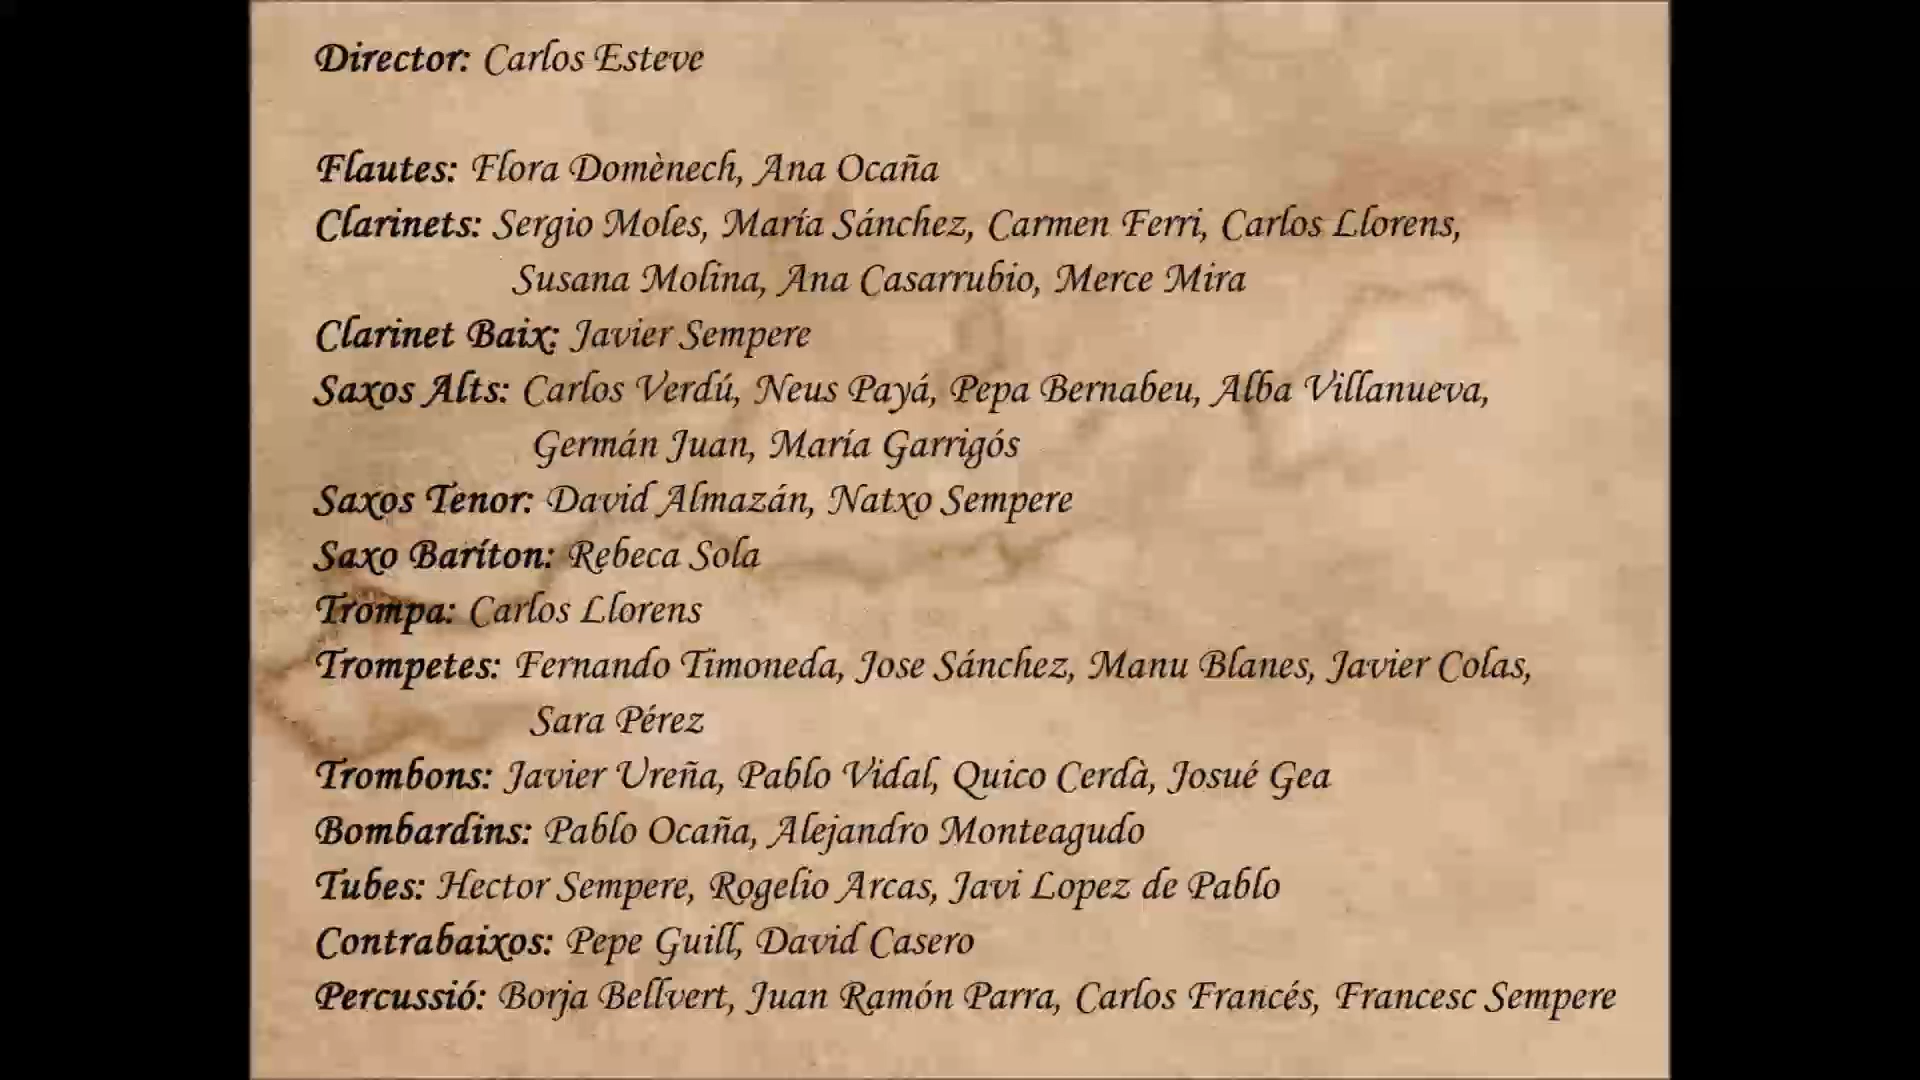 Director: Carlos Esteve
Flautes: Flora Domènech, Ana Ocaña
Clarinets: Sergio Moles, María Sánchez, Carmen Ferri, Carlos Llorens,
Susana Molina, Ana Casarrubio, Merce Mira
Clarinet Baix: Javier Sempere
Saxos Alts: Carlos Verdú, Neus Payá, Pepa Bernabeu, Alba Villanueva,
Germán Juan, María Garrigós
Saxos Tenor: David Almazán, Natxo Sempere
Saxo Baríton: Rebeca Sola
Trompa: Carlos Llorens
Trompetes: Fernando Timoneda, Jose Sánchez, Manu Blanes, Javier Colas,
Sara Pérez
Trombons: Javier Ureña, Pablo Vidal, Quico Cerdà, Josué Gea
Bombardins: Pablo Ocaña, Alejandro Monteagudo
Tubes: Hector Sempere, Rogelio Arcas, Javi Lopez de Pablo
Contrabaixos: Pepe Guill, David Casero
Percussió: Borja Bellvert, Juan Ramón Parra, Carlos Francés, Francesc Sempere